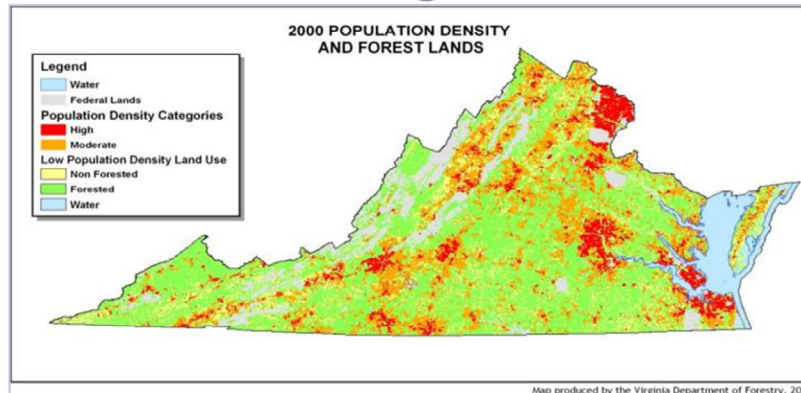 2000 POPULATION DENSITY
AND FOREST LANDS
Legend
Water
Federal Lands
Population Density Categories
High
Moderate
Low Population Density Land Use
Non Forested
Forested
Water
Map produced by the Virginia Department of Forestry, 20